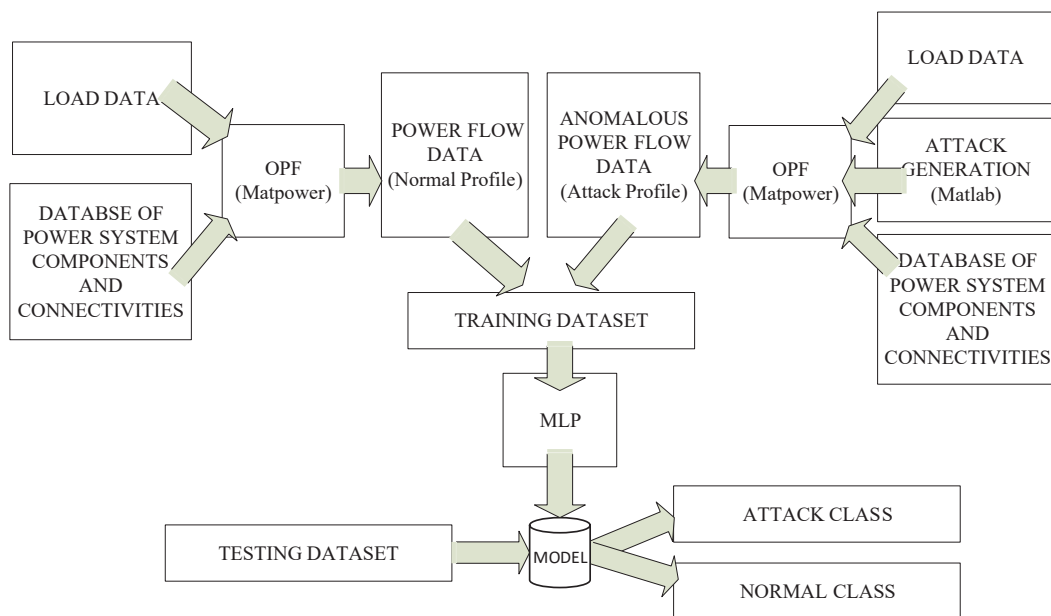 LOAD DATA
DATABSE OF
POWER SYSTEM
COMPONENTS
AND
CONNECTIVITIES
OPF
(Matpower)
POWER FLOW
DATA
(Normal Profile)
ANOMALOUS
POWER FLOW
DATA
(Attack Profile)
OPF
(Matpower)
LOAD DATA
ATTACK
GENERATION
(Matlab)
DATABASE OF
POWER SYSTEM
COMPONENTS
AND
CONNECTIVITIES
TRAINING DATASET
MLP
TESTING DATASET
MODEL
ATTACK CLASS
NORMAL CLASS